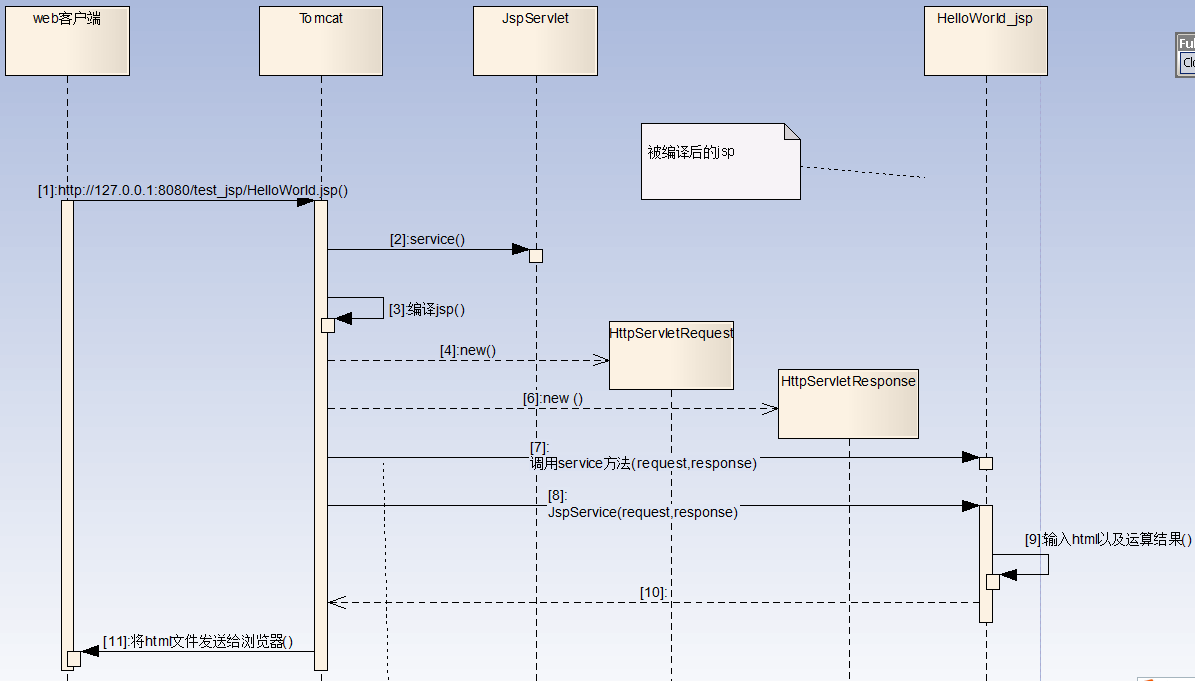 web客户端
Tomcat
JspServlet
HelloWorld_jsp
Ful
Clo
被编译后的jsp
[1]:http://127.0.0.1:8080/test_jsp/HelloWorld.jsp()
[2]:service()
[3]:编译jsp()
HttpServletRequest
[4]:new()
HttpServletResponse
[6]:new ()
[7]:
调用service方法(request,response)
[8]:
JspService(request,response)
[9]:输入html以及运算结果()
[10]:
[11]:将html文件发送给浏览器()